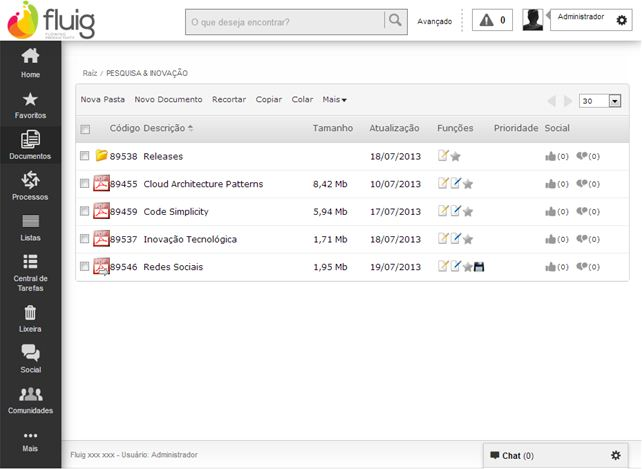 fluig
O que deseja encontrar?
Avançado
0
Administrador
Home
Favoritos
Documentos
Processos
Listas
Central de
Tarefas
Lixeira
Social
Comunidades
Mais
Raíz / PESQUISA & INOVAÇÃO
Nova Pasta Novo Documento Recortar Copiar Colar Mais
30
Código Descrição Tamanho Atualização Funções Prioridade Social
89538 Releases 18/07/2013 (0) (0)
89455 Cloud Architecture Patterns 8,42 Mb 10/07/2013 (0) (0)
89459 Code Simplicity 5,94 Mb 17/07/2013 (0) (0)
89537 Inovação Tecnológica 1,71 Mb 18/07/2013 (0) (0)
89546 Redes Sociais 1,95 Mb 19/07/2013 (0) (0)
Fluig xxx xxx - Usuário: Administrador
Chat (0)